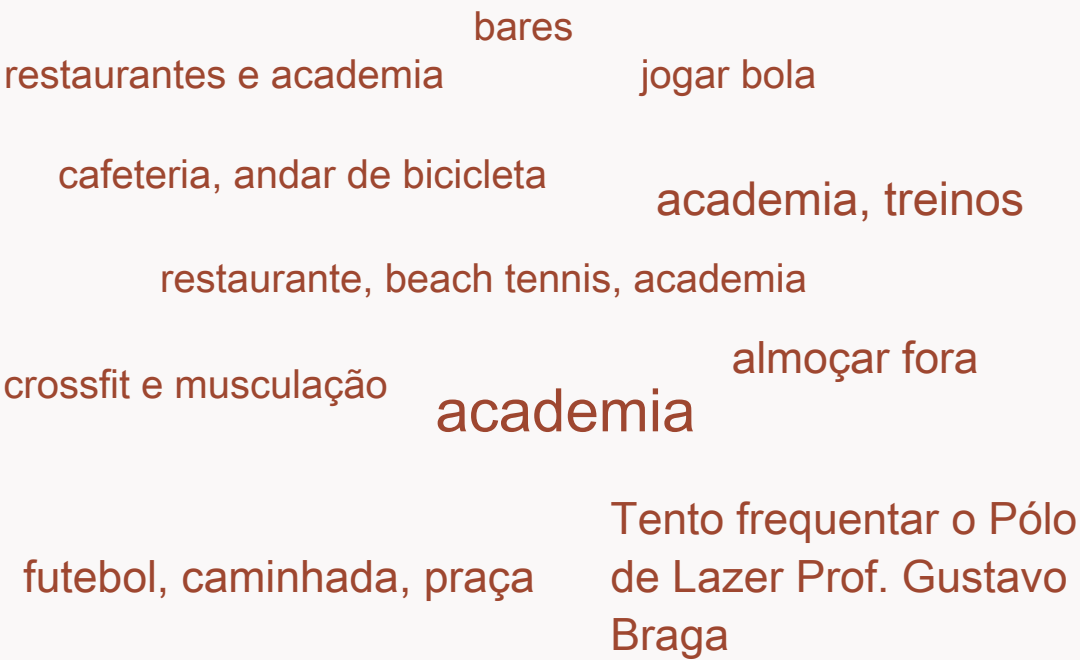 bares
restaurantes e academia
jogar bola
cafeteria, andar de bicicleta
academia, treinos
restaurante, beach tennis, academia
almoçar fora
crossfit e musculação
academia
Tento frequentar o Pólo
de Lazer Prof. Gustavo
Braga
futebol, caminhada, praça